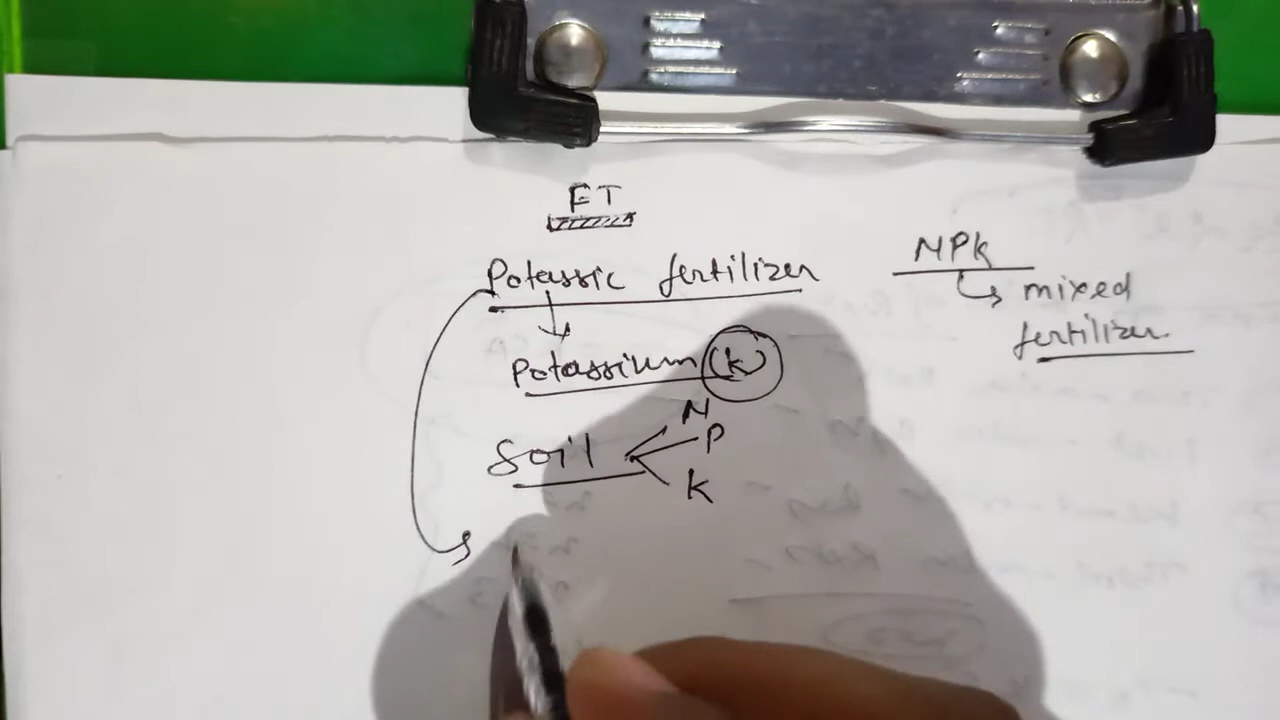 FT
Potassic fertilizer
Potassium (K)
Soil
N
P
K
NPK
mixed
fertilizer